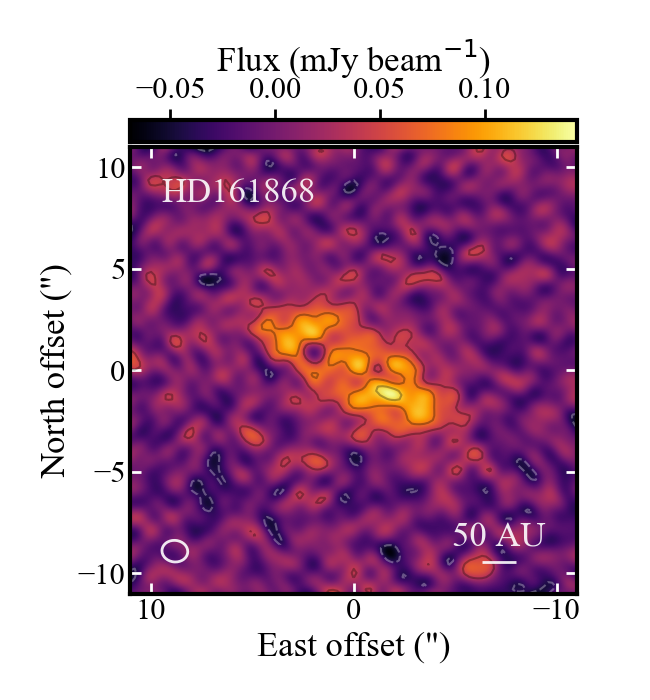 Flux (mJy beam⁻¹)
−0.05 0.00 0.05 0.10
HD161868
10
5
0
−5
−10
North offset (")
50 AU
10 0 −10
East offset (")